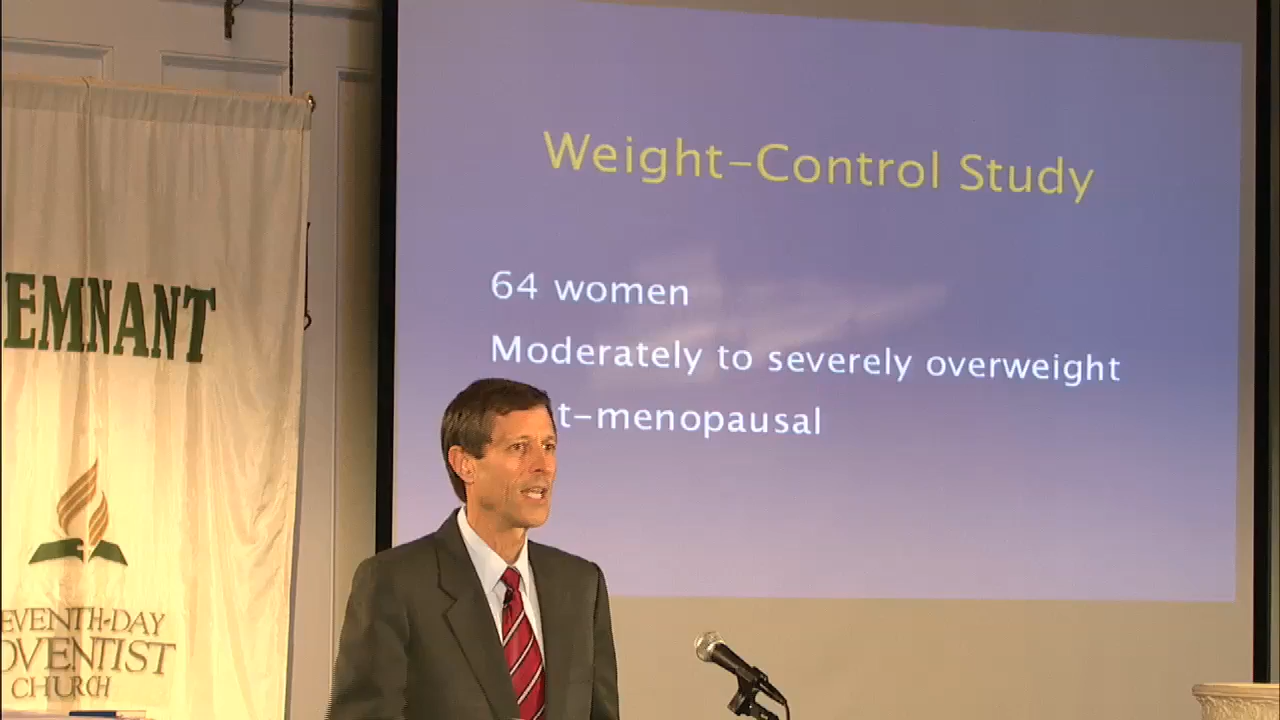 Weight-Control Study
64 women
Moderately to severely overweight
t-menopausal
EMNANT
EVENTH-DAY
DVENTIST
CHURCH